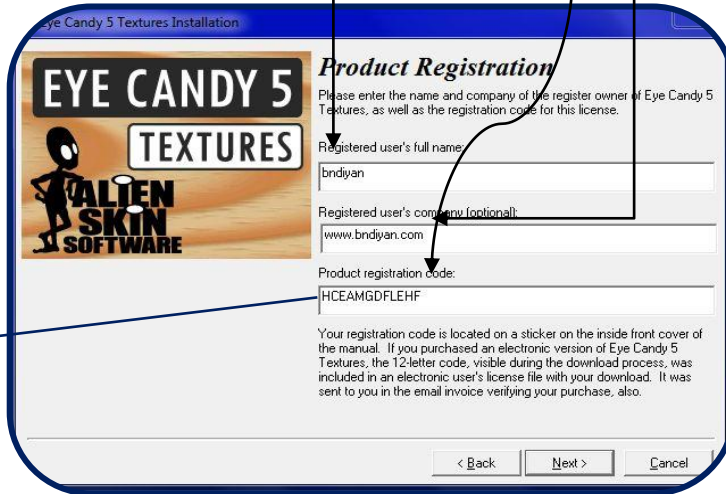 ye Candy 5 Textures Installation
EYE CANDY 5
TEXTURES
ALIEN
SKIN
SOFTWARE
Product Registration
Please enter the name and company of the register owner of Eye Candy 5
Textures, as well as the registration code for this license.
Registered user's full name:
bndiyan
Registered user's company (optional):
www.bndiyan.com
Product registration code:
HCEAMGDFLEHF
Your registration code is located on a sticker on the inside front cover of
the manual. If you purchased an electronic version of Eye Candy 5
Textures, the 12-letter code, visible during the download process, was
included in an electronic user's license file with your download. It was
sent to you in the email invoice verifying your purchase, also.
< Back
Next >
Cancel